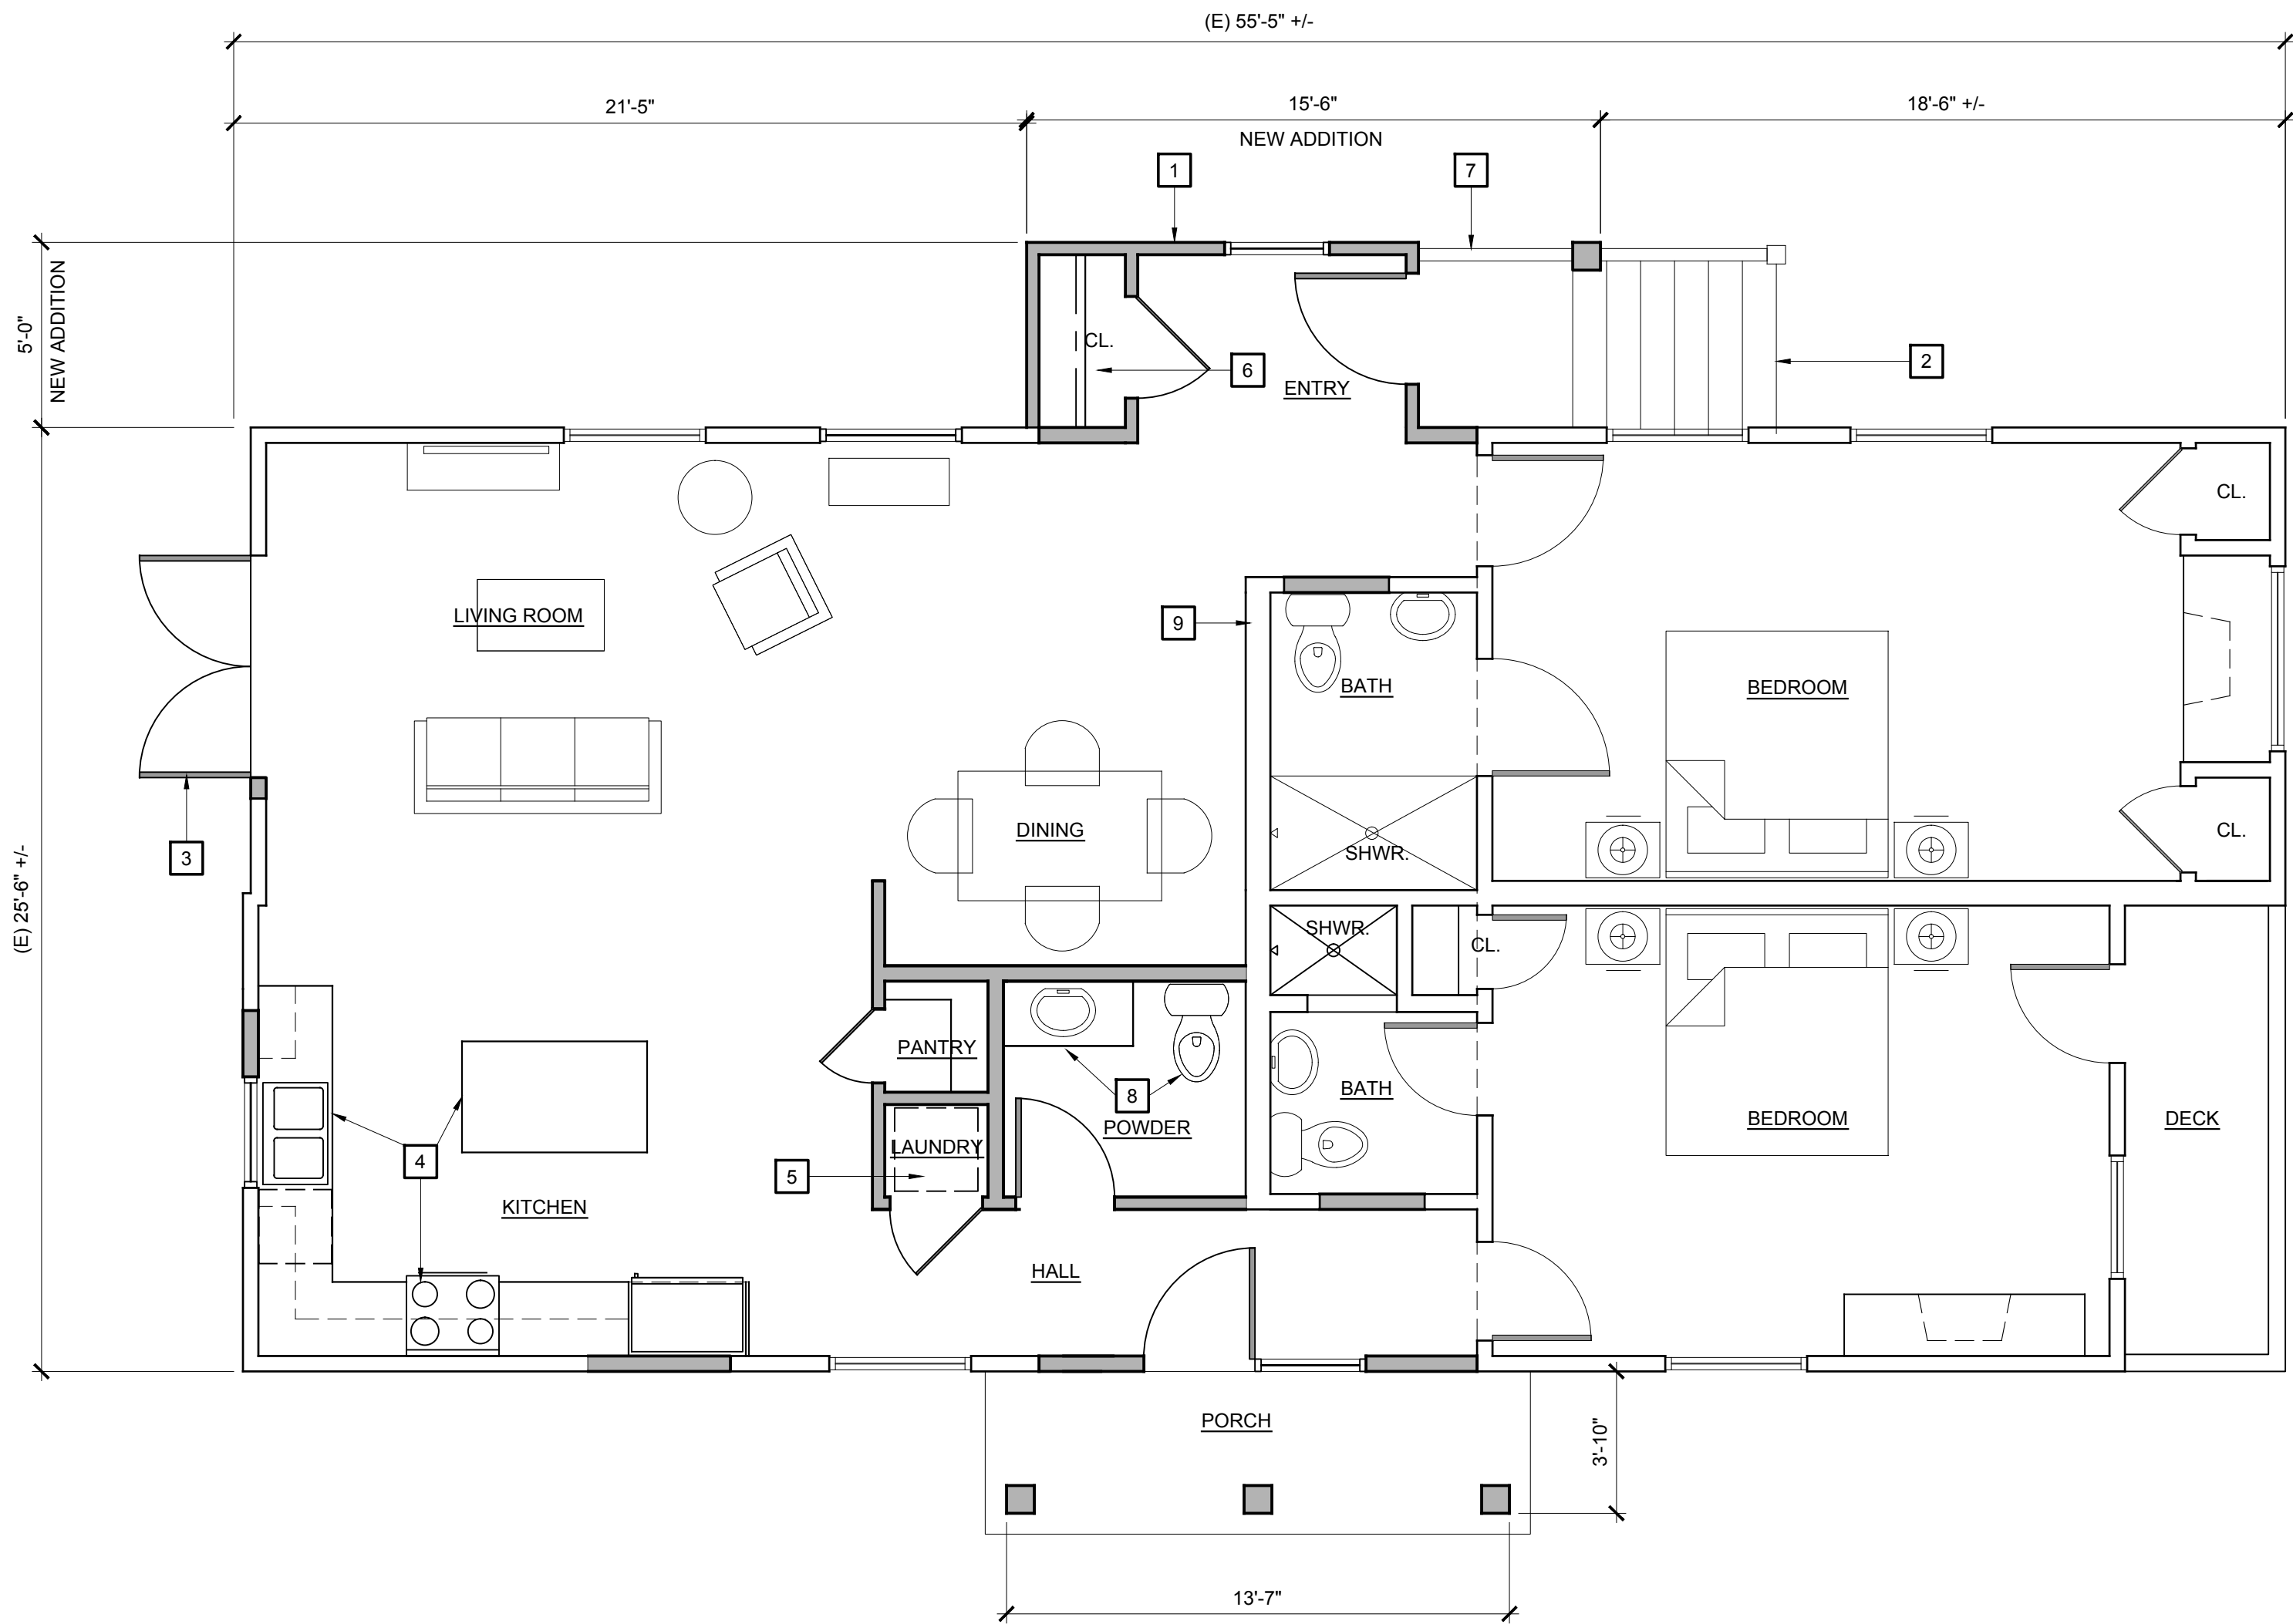 (E) 55'-5" +/-
21'-5"
15'-6"
18'-6" +/-
NEW ADDITION
1
7
5'-0"
NEW ADDITION
CL.
6
2
ENTRY
CL.
LIVING ROOM
9
BATH
BEDROOM
3
DINING
SHWR.
CL.
(E) 25'-6" +/-
SHWR.
CL.
PANTRY
8
BATH
POWDER
BEDROOM
DECK
LAUNDRY
4
5
KITCHEN
HALL
PORCH
3'-10"
13'-7"